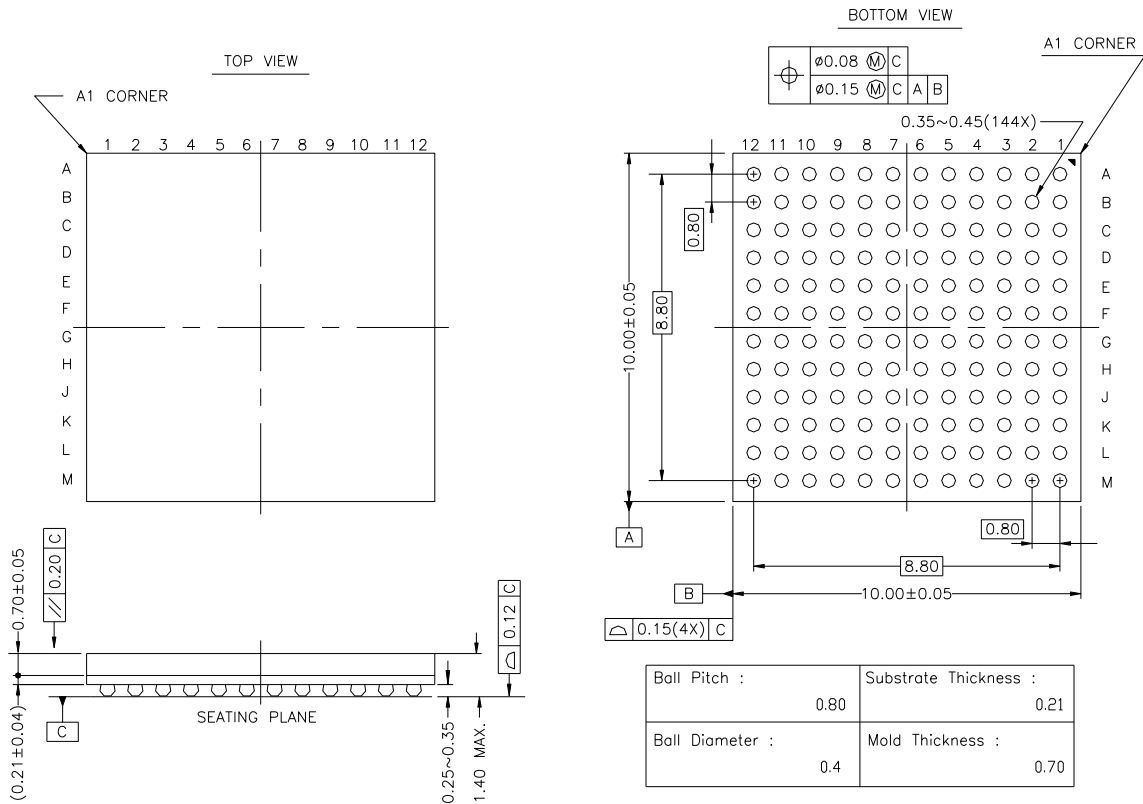 TOP VIEW
A1 CORNER
1 2 3 4 5 6 7 8 9 10 11 12
A
B
C
D
E
F
G
H
J
K
L
M
BOTTOM VIEW
A1 CORNER
⌀0.08 Ⓜ C
⌀0.15 Ⓜ C A B
0.35~0.45(144X)
12 11 10 9 8 7 6 5 4 3 2 1
A
B
C
D
E
F
G
H
J
K
L
M
0.80
8.80
10.00±0.05
A
0.80
8.80
B
10.00±0.05
0.15(4X) C
0.70±0.05
// 0.20 C
(0.21±0.04)
C
SEATING PLANE
0.12 C
0.25~0.35
1.40 MAX.
Ball Pitch :
0.80
Substrate Thickness :
0.21
Ball Diameter :
0.4
Mold Thickness :
0.70